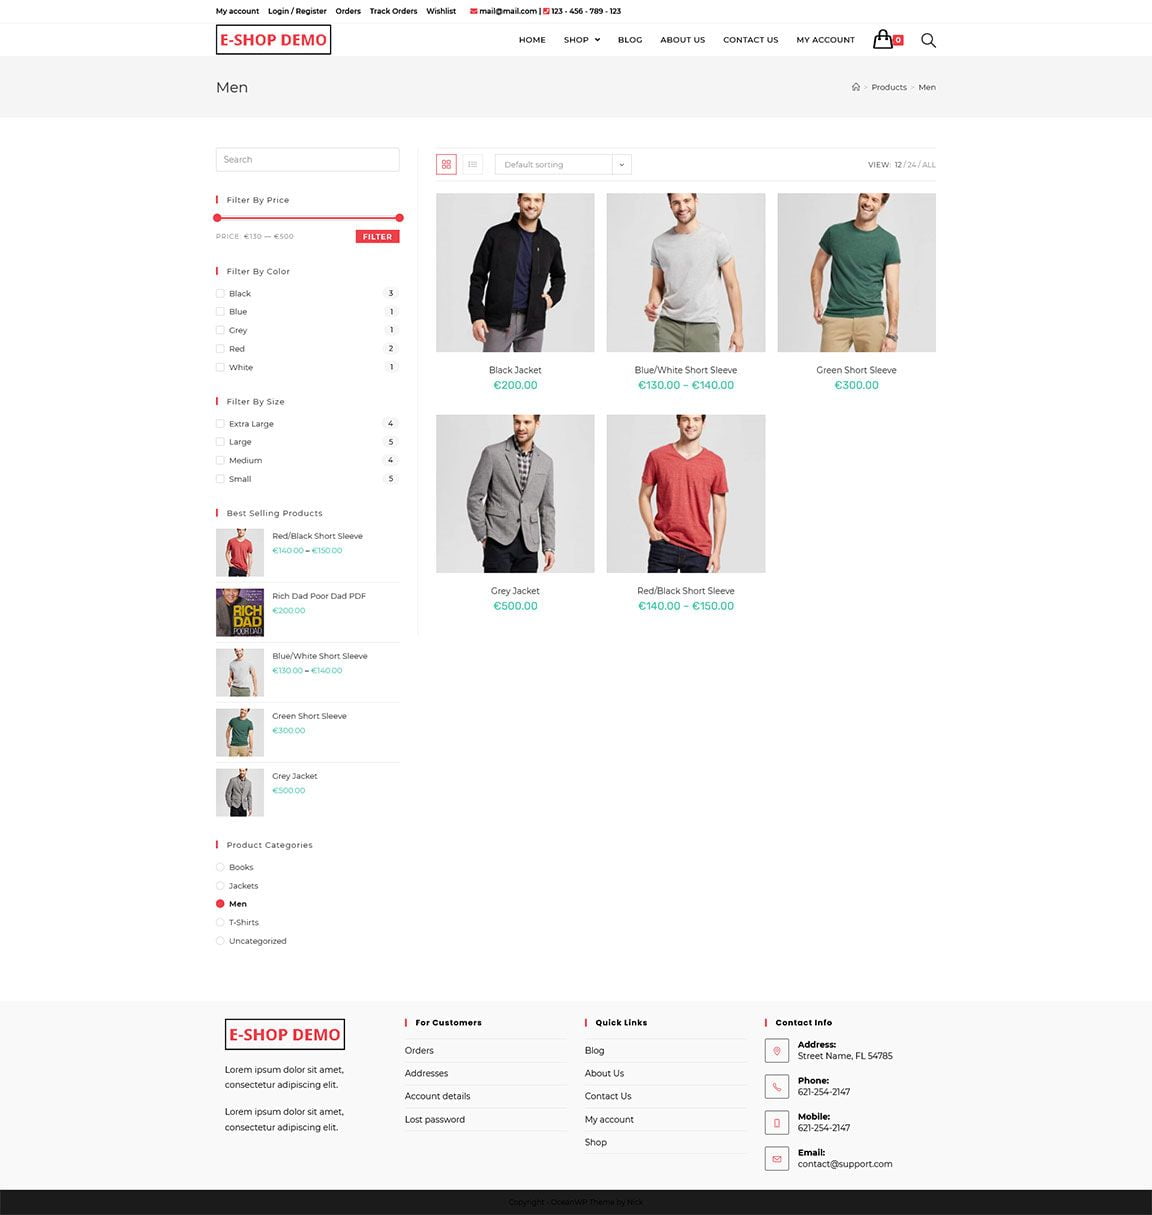 My account Login / Register Orders Track Orders Wishlist mail@mail.com | 123 - 456 - 789 - 123
E-SHOP DEMO
HOME SHOP BLOG ABOUT US CONTACT US MY ACCOUNT 0
Men
> Products > Men
Search
Filter By Price
PRICE: €130 — €500 FILTER
Filter By Color
Black 3
Blue 1
Grey 1
Red 2
White 1
Filter By Size
Extra Large 4
Large 5
Medium 4
Small 5
Best Selling Products
Red/Black Short Sleeve
€140.00 – €150.00
RICH
DAD
POOR DAD
Rich Dad Poor Dad PDF
€200.00
Blue/White Short Sleeve
€130.00 – €140.00
Green Short Sleeve
€300.00
Grey Jacket
€500.00
Product Categories
Books
Jackets
Men
T-Shirts
Uncategorized
Default sorting
VIEW: 12 / 24 / ALL
Black Jacket
€200.00
Blue/White Short Sleeve
€130.00 – €140.00
Green Short Sleeve
€300.00
Grey Jacket
€500.00
Red/Black Short Sleeve
€140.00 – €150.00
E-SHOP DEMO
Lorem ipsum dolor sit amet,
consectetur adipiscing elit.
Lorem ipsum dolor sit amet,
consectetur adipiscing elit.
For Customers
Orders
Addresses
Account details
Lost password
Quick Links
Blog
About Us
Contact Us
My account
Shop
Contact Info
Address:
Street Name, FL 54785
Phone:
621-254-2147
Mobile:
621-254-2147
Email:
contact@support.com
Copyright - OceanWP Theme by Nick